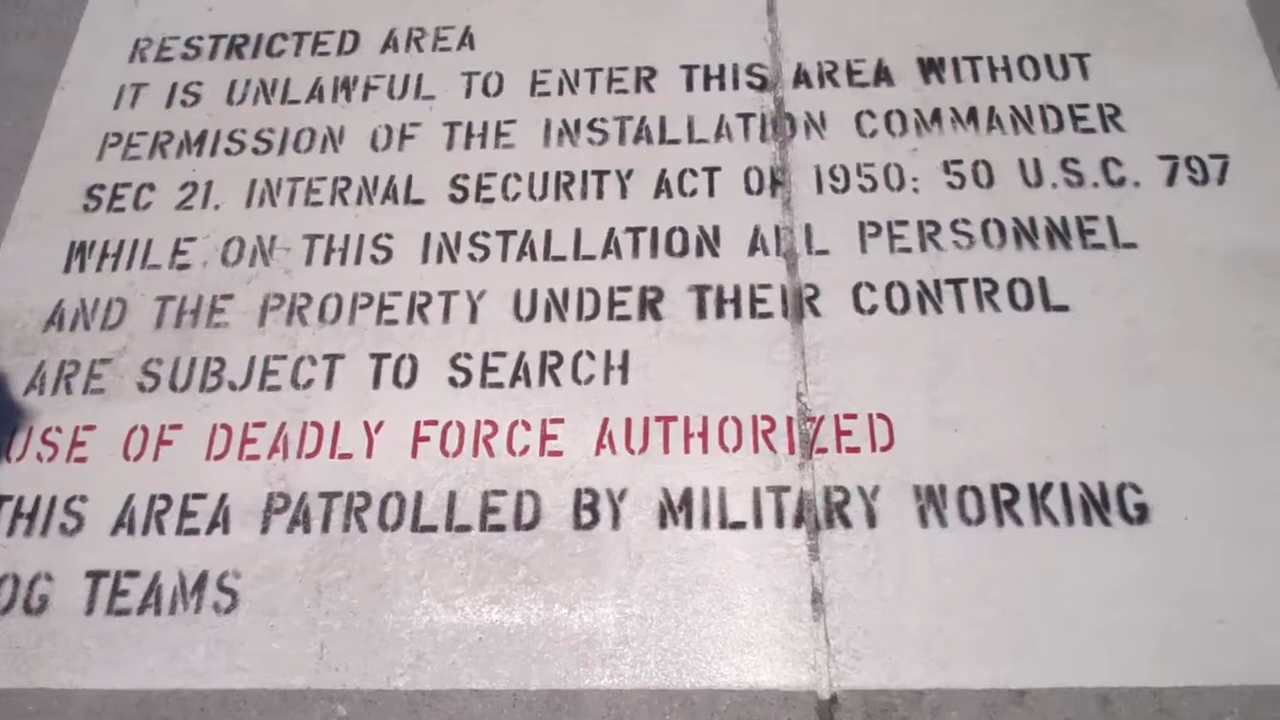 RESTRICTED AREA
IT IS UNLAWFUL TO ENTER THIS AREA WITHOUT
PERMISSION OF THE INSTALLATION COMMANDER
SEC 21. INTERNAL SECURITY ACT OF 1950: 50 U.S.C. 797
WHILE ON THIS INSTALLATION ALL PERSONNEL
AND THE PROPERTY UNDER THEIR CONTROL
ARE SUBJECT TO SEARCH
USE OF DEADLY FORCE AUTHORIZED
THIS AREA PATROLLED BY MILITARY WORKING
OG TEAMS